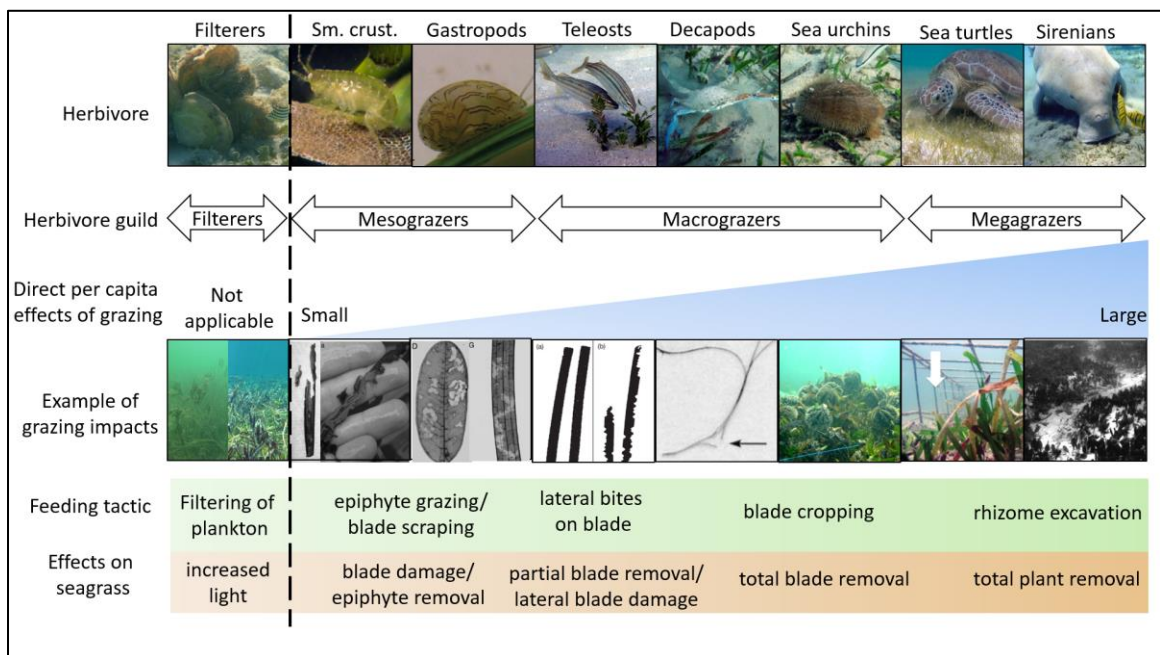 Filterers Sm. crust. Gastropods Teleosts Decapods Sea urchins Sea turtles Sirenians
Herbivore
Herbivore guild Filterers Mesograzers Macrograzers Megagrazers
Direct per capita
effects of grazing
Not
applicable
Small
Large
Example of
grazing impacts
D
G
(a)
(b)
Feeding tactic
Filtering of
plankton
epiphyte grazing/
blade scraping
lateral bites
on blade
blade cropping
rhizome excavation
Effects on
seagrass
increased
light
blade damage/
epiphyte removal
partial blade removal/
lateral blade damage
total blade removal
total plant removal